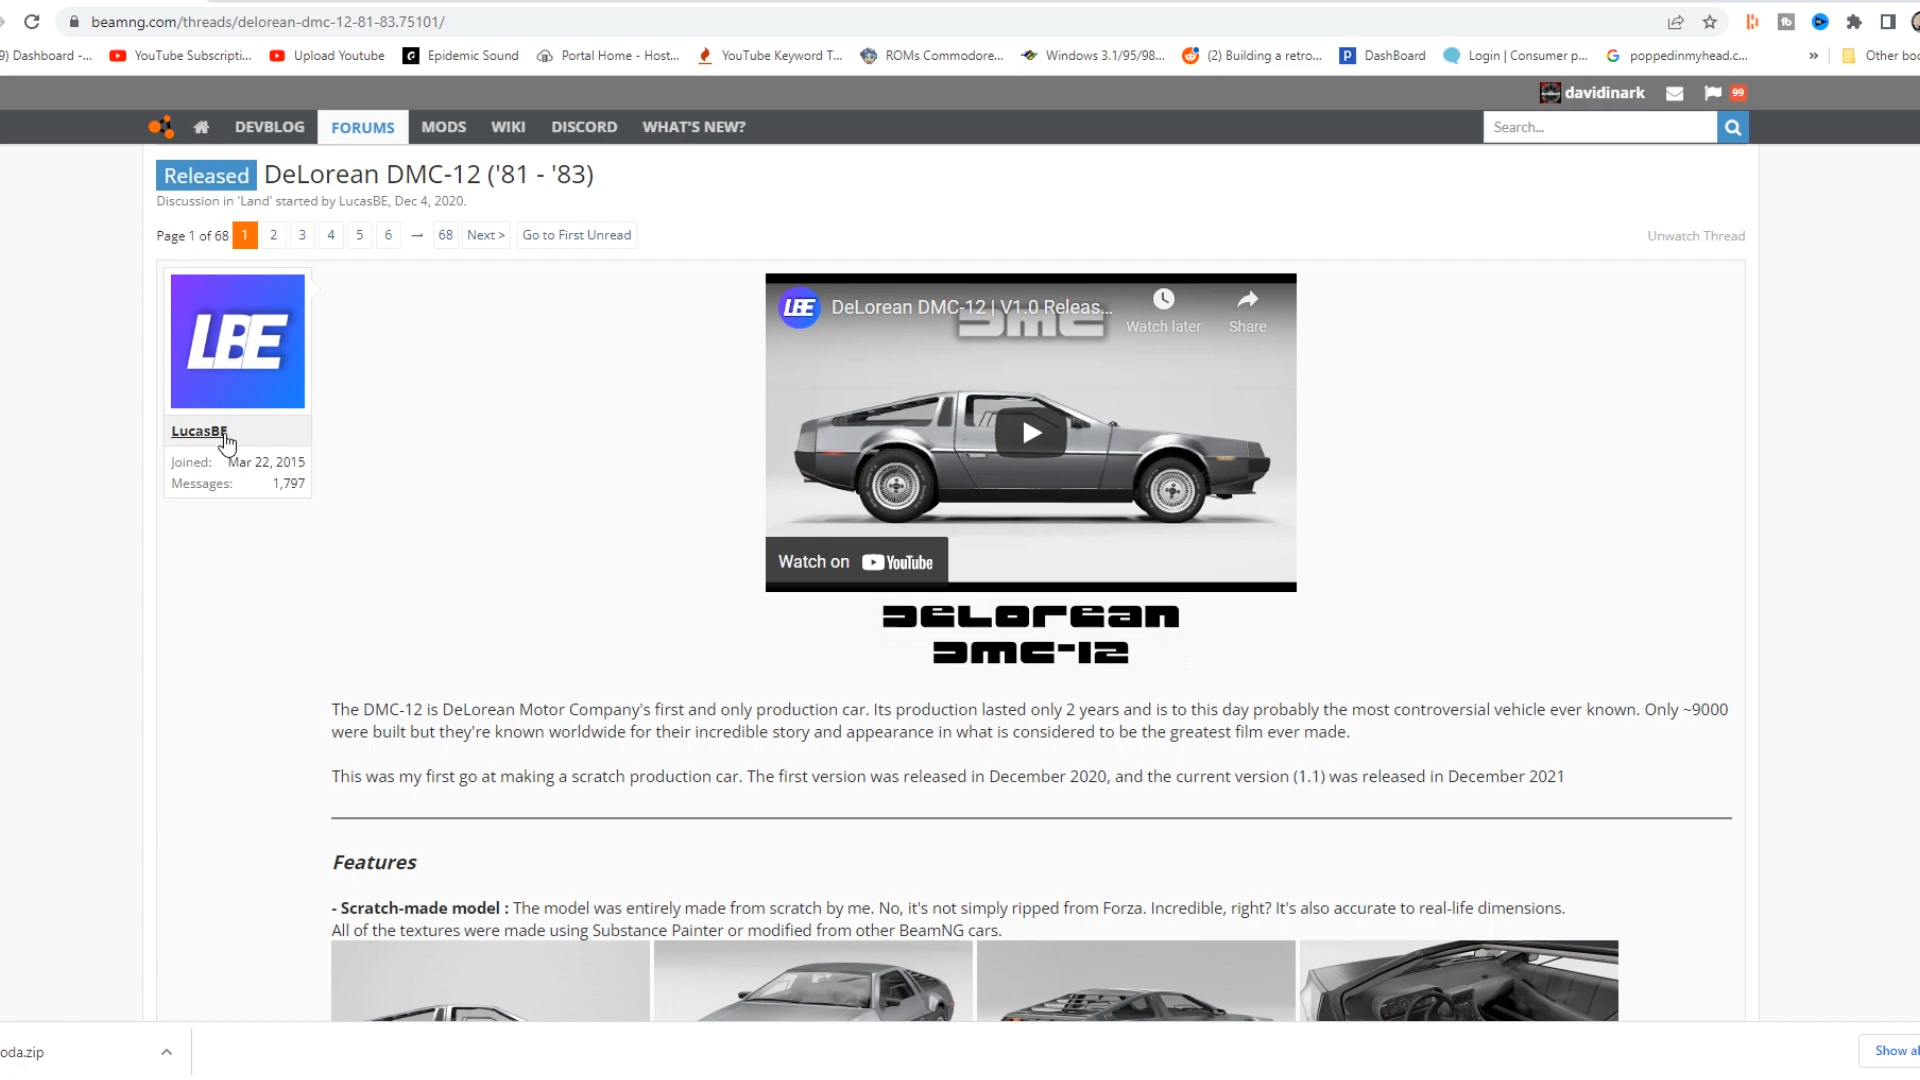 beamng.com/threads/delorean-dmc-12-81-83.75101/
9) Dashboard -... YouTube Subscripti... Upload Youtube Epidemic Sound Portal Home - Host... YouTube Keyword T... ROMs Commodore... Windows 3.1/95/98... (2) Building a retro... DashBoard Login | Consumer p... poppedinmyhead.c... » Other boo
davidinark 99
DEVBLOG FORUMS MODS WIKI DISCORD WHAT'S NEW? Search...
Released DeLorean DMC-12 ('81 - '83)
Discussion in 'Land' started by LucasBE, Dec 4, 2020.
Page 1 of 68 1 2 3 4 5 6 → 68 Next > Go to First Unread Unwatch Thread
LBE
LBE DeLorean DMC-12 | V1.0 Releas... Watch later Share
DMC
LucasBE
Joined: Mar 22, 2015
Messages: 1,797
Watch on YouTube
DeLorean
DMC-12
The DMC-12 is DeLorean Motor Company's first and only production car. Its production lasted only 2 years and is to this day probably the most controversial vehicle ever known. Only ~9000
were built but they're known worldwide for their incredible story and appearance in what is considered to be the greatest film ever made.
This was my first go at making a scratch production car. The first version was released in December 2020, and the current version (1.1) was released in December 2021
Features
- Scratch-made model : The model was entirely made from scratch by me. No, it's not simply ripped from Forza. Incredible, right? It's also accurate to real-life dimensions.
All of the textures were made using Substance Painter or modified from other BeamNG cars.
oda.zip Show al